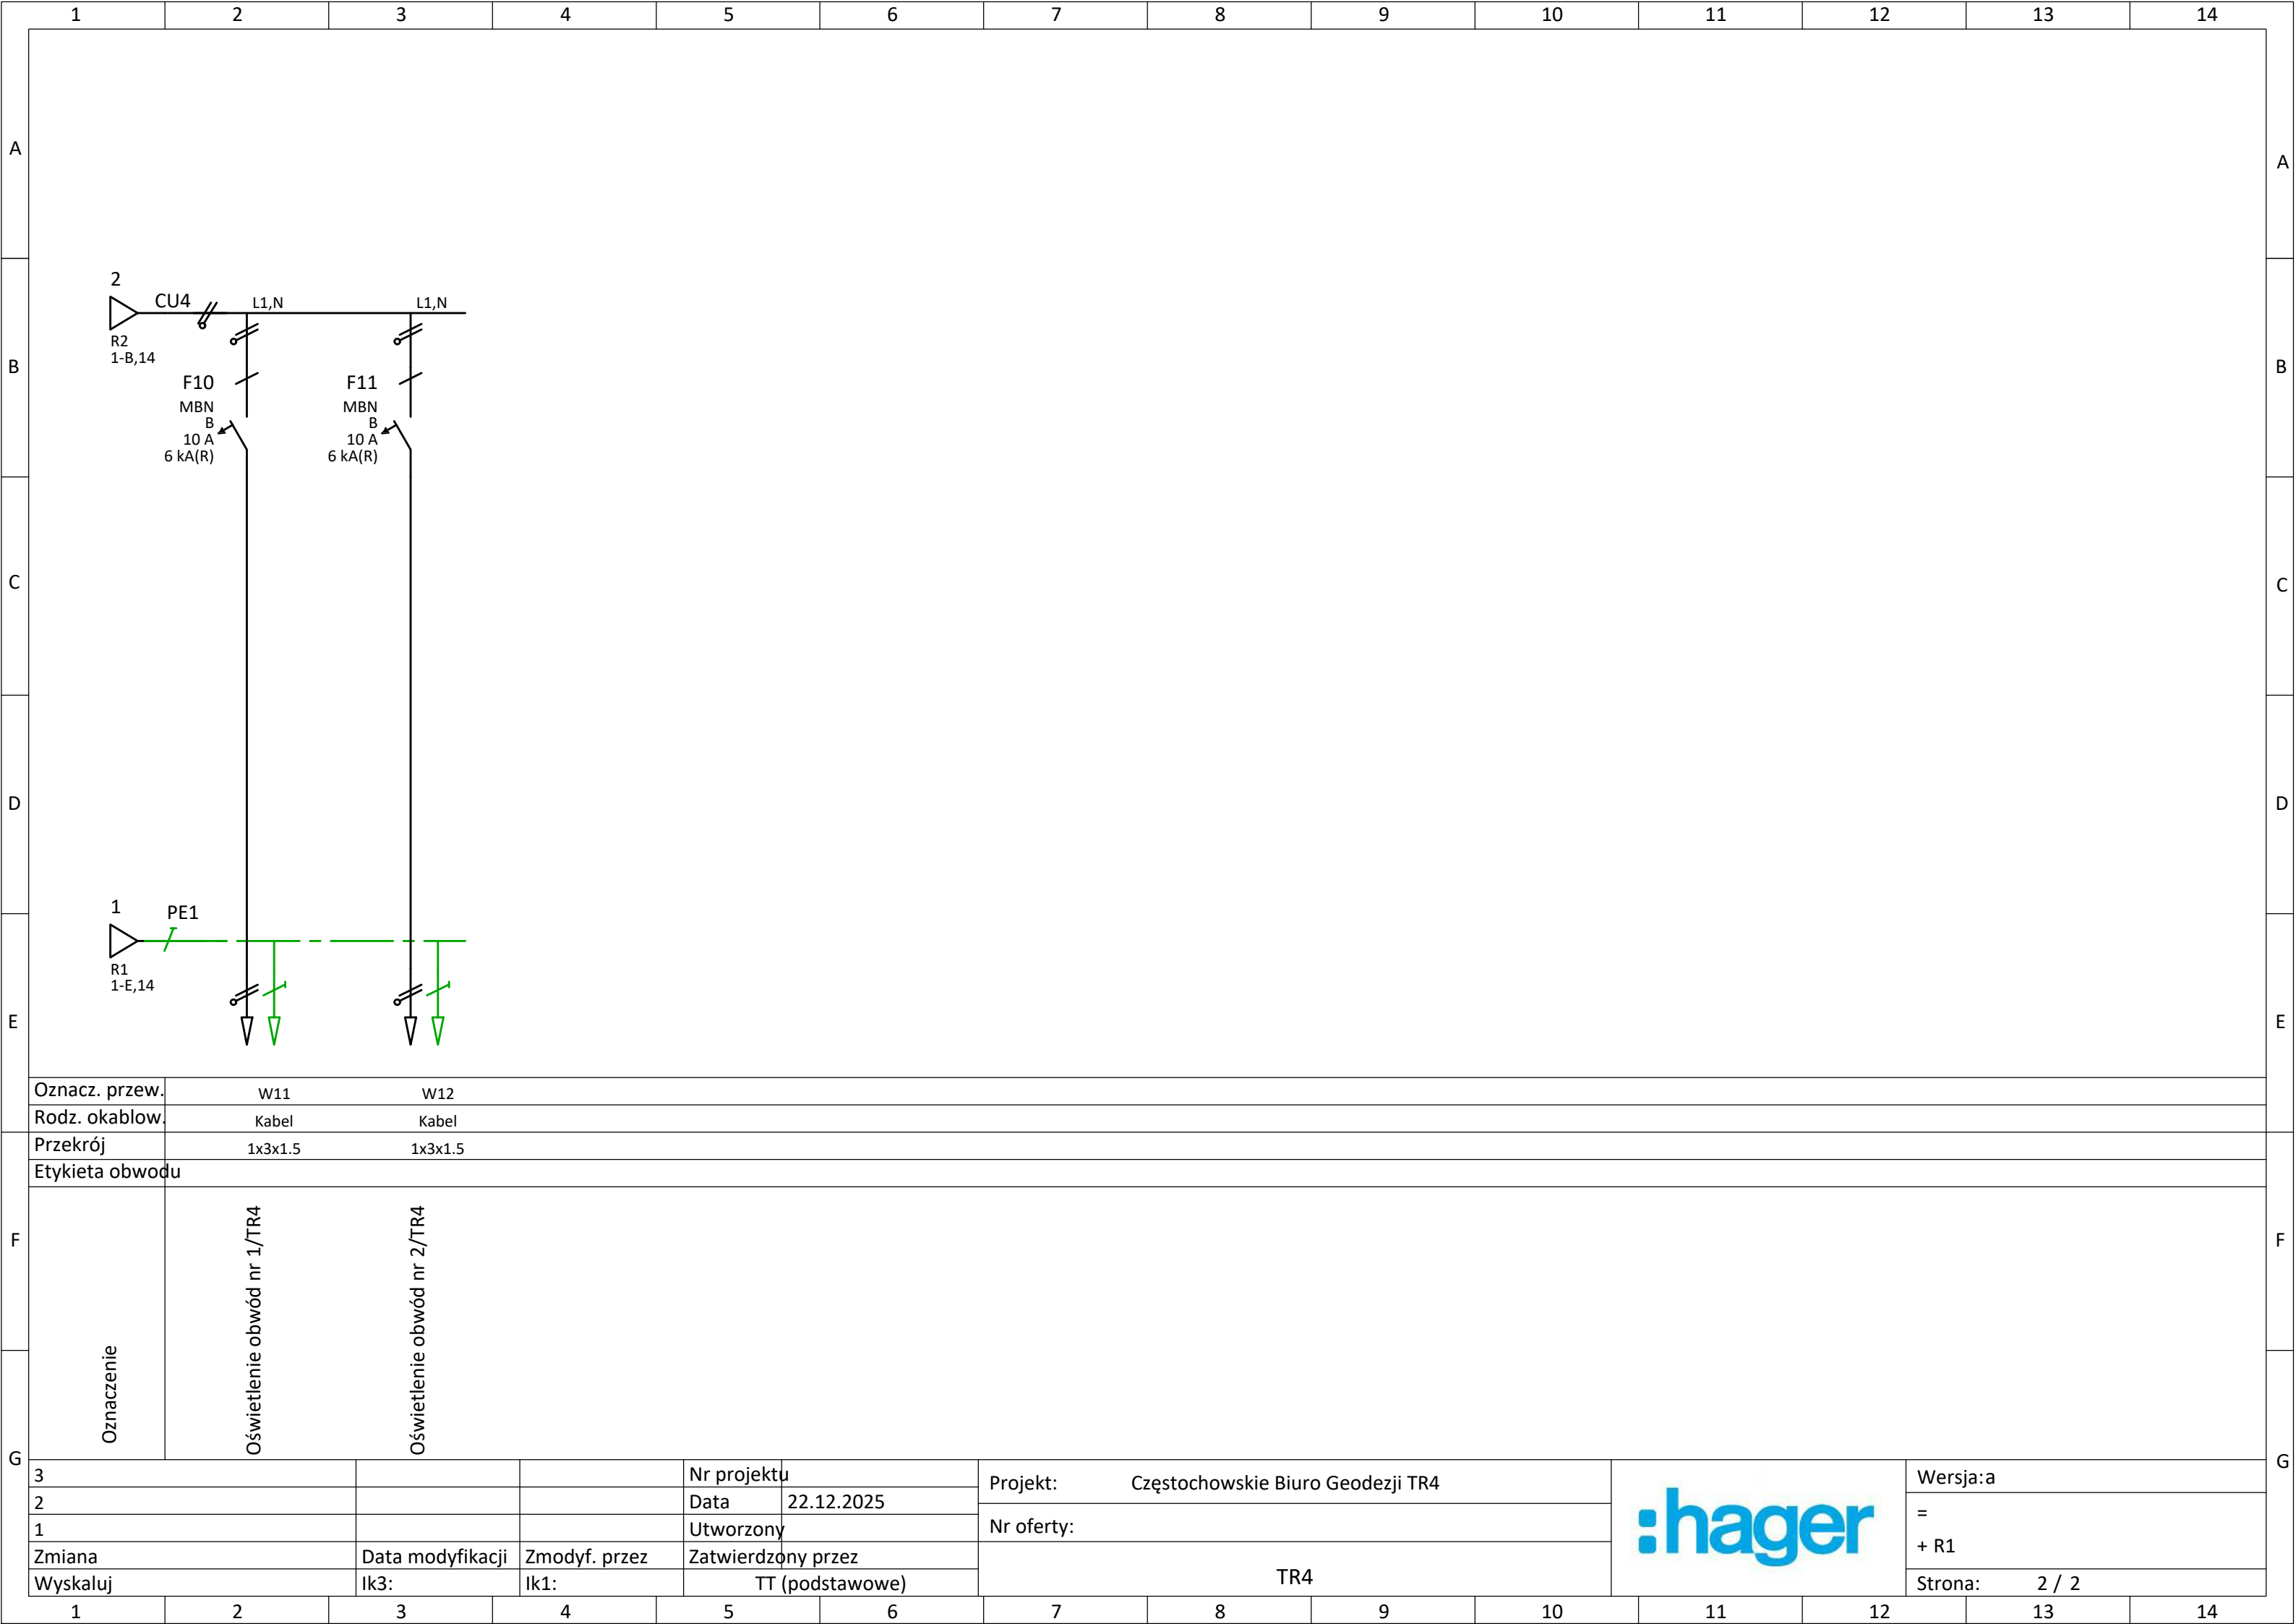 1 2 3 4 5 6 7 8 9 10 11 12 13 14
A A
2
CU4 L1,N L1,N
R2
1-B,14
B B
F10 F11
MBN MBN
B B
10 A 10 A
6 kA(R) 6 kA(R)
C C
D D
1 PE1
R1
1-E,14
E E
Oznacz. przew. W11 W12
Rodz. okablow. Kabel Kabel
Przekrój 1x3x1.5 1x3x1.5
Etykieta obwodu
F F
Oznaczenie
Oświetlenie obwód nr 1/TR4
Oświetlenie obwód nr 2/TR4
G G
3 Nr projektu
2 Data 22.12.2025
1 Utworzony
Zmiana Data modyfikacji Zmodyf. przez Zatwierdzony przez
Wyskaluj Ik3: Ik1: TT (podstawowe)
Projekt: Częstochowskie Biuro Geodezji TR4
Nr oferty:
TR4
:hager
Wersja:a
=
+ R1
Strona: 2 / 2
1 2 3 4 5 6 7 8 9 10 11 12 13 14